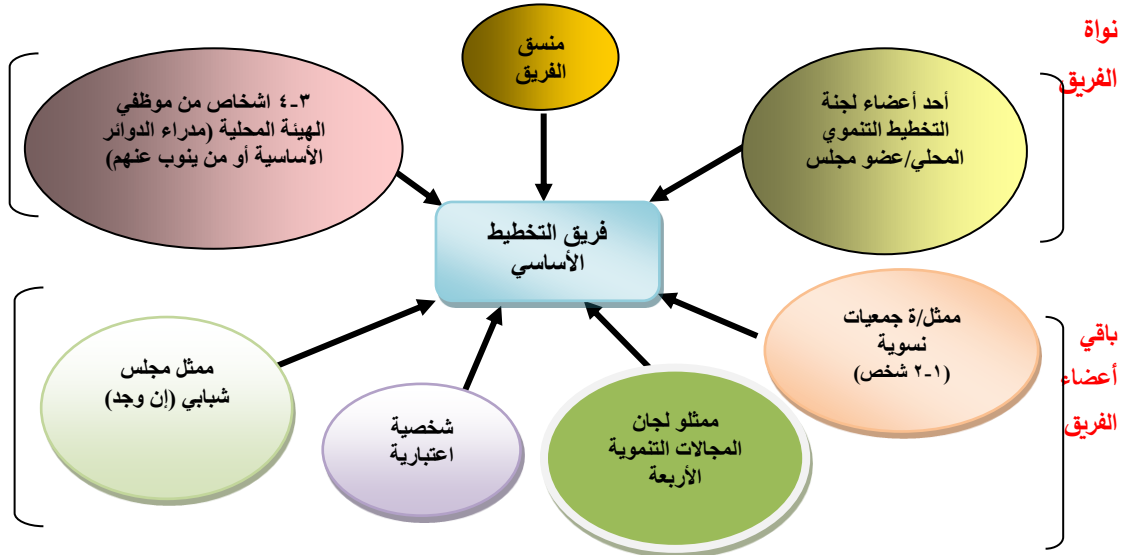 نواة
الفريق
منسق
الفريق
أحد أعضاء لجنة
التخطيط التنموي
المحلي/عضو مجلس
٣-٤ اشخاص من موظفي
الهيئة المحلية (مدراء الدوائر
الأساسية أو من ينوب عنهم)
فريق التخطيط
الأساسي
باقي
أعضاء
الفريق
ممثل/ة جمعيات
نسوية
(١-٢ شخص)
ممثلو لجان
المجالات التنموية
الأربعة
شخصية
اعتبارية
ممثل مجلس
شبابي (إن وجد)